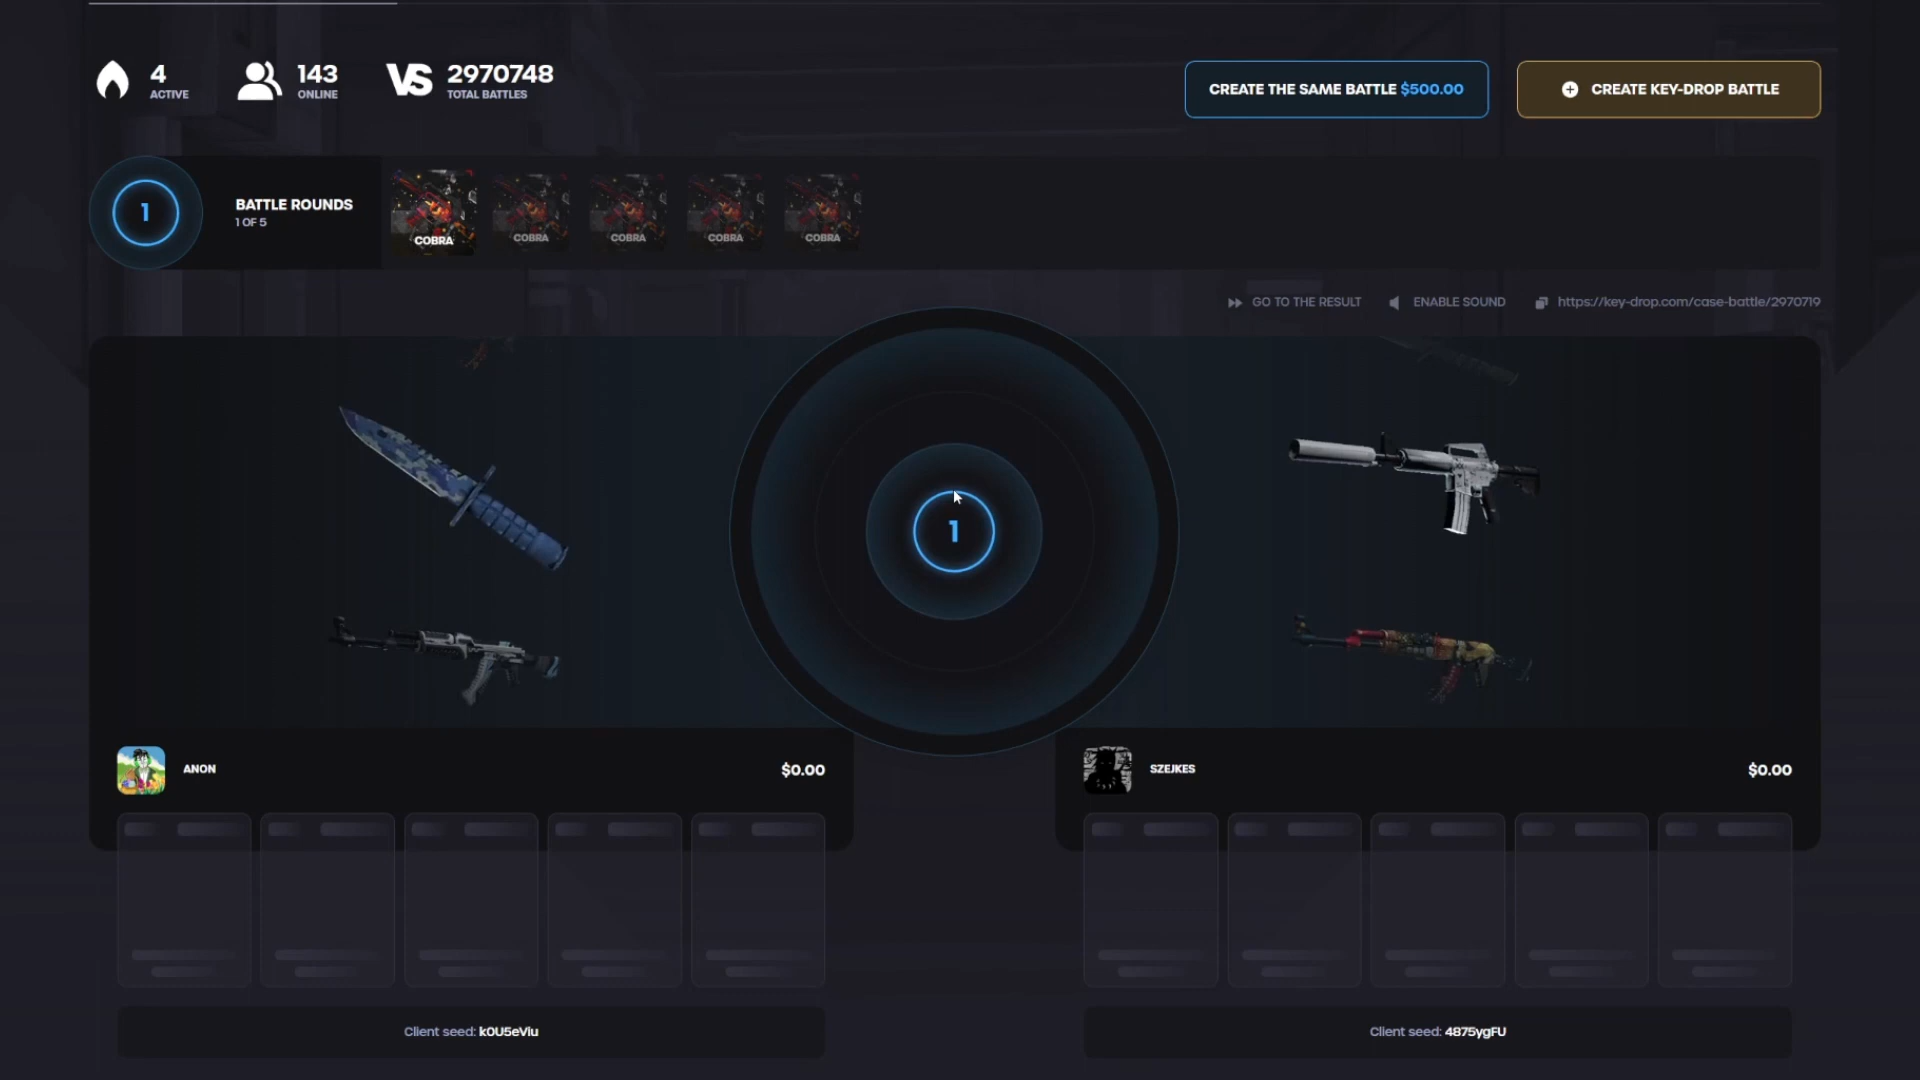 4
ACTIVE
143
ONLINE
VS
2970748
TOTAL BATTLES
CREATE THE SAME BATTLE $500.00
CREATE KEY-DROP BATTLE
1
BATTLE ROUNDS
1 OF 5
COBRA
COBRA
COBRA
COBRA
COBRA
GO TO THE RESULT
ENABLE SOUND
https://key-drop.com/case-battle/2970719
1
ANON
$0.00
SZEJKES
$0.00
Client seed: k0U5eViu
Client seed: 4875ygFU